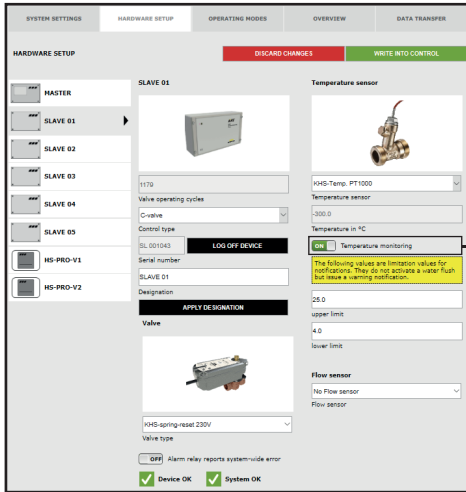 SYSTEM SETTINGS
HARDWARE SETUP
OPERATING MODES
OVERVIEW
DATA TRANSFER
HARDWARE SETUP
DISCARD CHANGES
WRITE INTO CONTROL
MASTER
SLAVE 01
SLAVE 02
SLAVE 03
SLAVE 04
SLAVE 05
HS-PRO-V1
HS-PRO-V2
SLAVE 01
1179
Valve operating cycles
C-valve
Control type
SL 001043
LOG OFF DEVICE
Serial number
SLAVE 01
Designation
APPLY DESIGNATION
Valve
KHS-spring-reset 230V
Valve type
OFF Alarm relay reports system-wide error
Device OK
System OK
Temperature sensor
KHS-Temp. PT1000
Temperature sensor
-300.0
Temperature in °C
ON Temperature monitoring
The following values are limitation values for
notifications. They do not activate a water flush
but issue a warning notification.
25.0
upper limit
4.0
lower limit
Flow sensor
No Flow sensor
Flow sensor